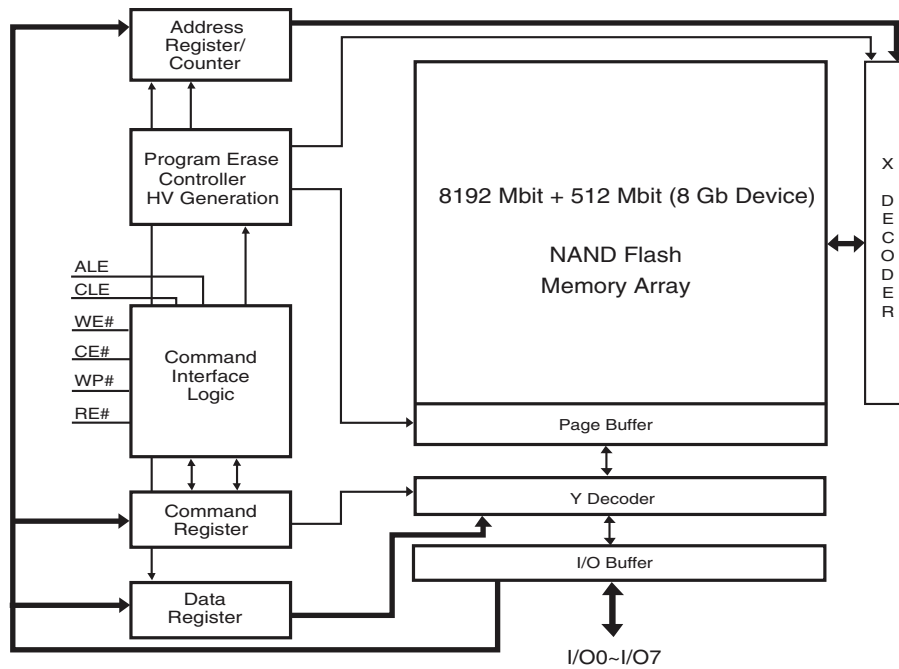 Address
Register/
Counter
Program Erase
Controller
HV Generation
ALE
CLE
WE#
CE#
WP#
RE#
Command
Interface
Logic
Command
Register
Data
Register
8192 Mbit + 512 Mbit (8 Gb Device)
NAND Flash
Memory Array
Page Buffer
Y Decoder
I/O Buffer
I/O0~I/O7
X DECODER